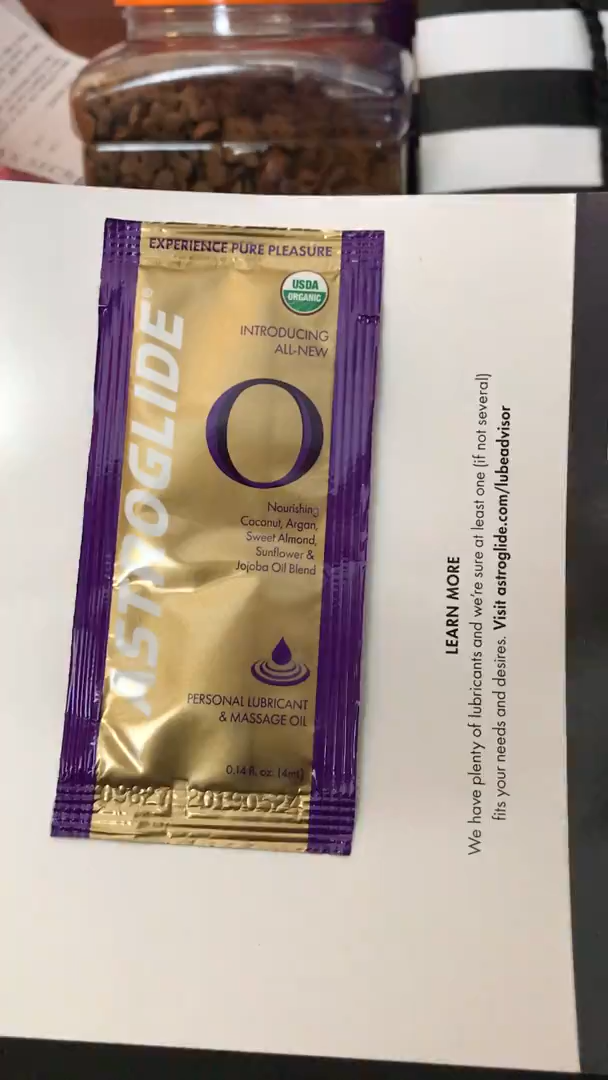 EXPERIENCE PURE PLEASURE
USDA
ORGANIC
INTRODUCING
ALL-NEW
O
ASTROGLIDE®
Nourishing
Coconut, Argan,
Sweet Almond,
Sunflower &
Jojoba Oil Blend
PERSONAL LUBRICANT
& MASSAGE OIL
0.14 fl. oz. (4ml)
09827 20190524
LEARN MORE
We have plenty of lubricants and we're sure at least one (if not several)
fits your needs and desires. Visit astroglide.com/lubeadvisor